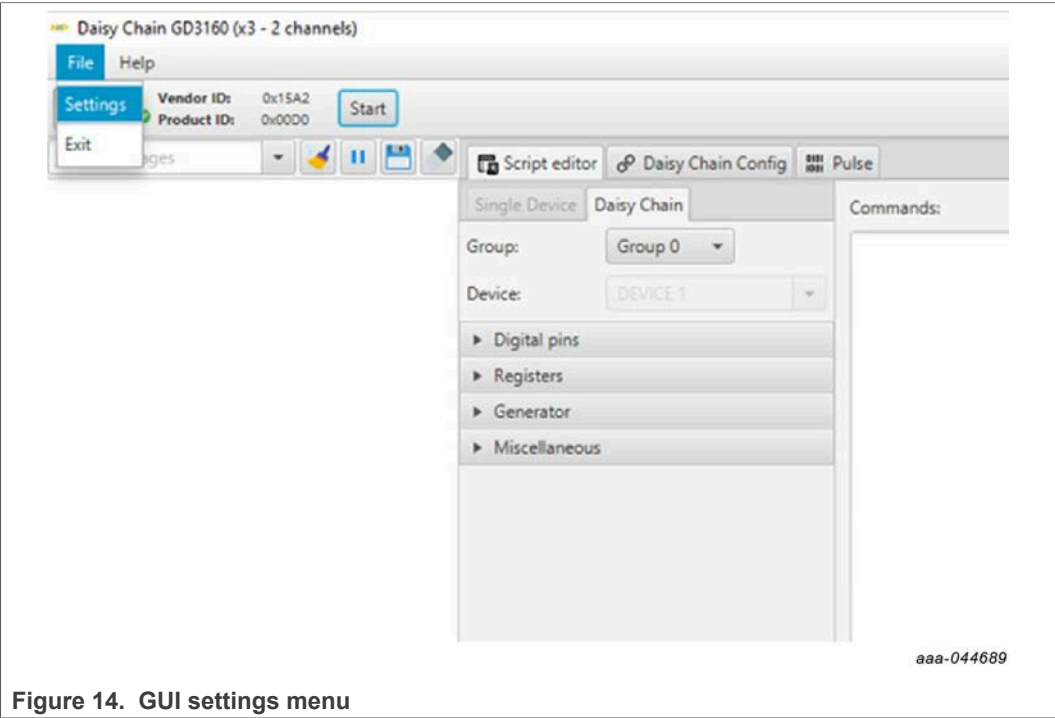 Daisy Chain GD3160 (x3 - 2 channels)
File Help
Settings Vendor ID: 0x15A2 Start
Product ID: 0x00D0
Exit
Script editor Daisy Chain Config Pulse
Single Device Daisy Chain Commands:
Group: Group 0
Device: DEVICE 1
Digital pins
Registers
Generator
Miscellaneous
aaa-044689
Figure 14. GUI settings menu